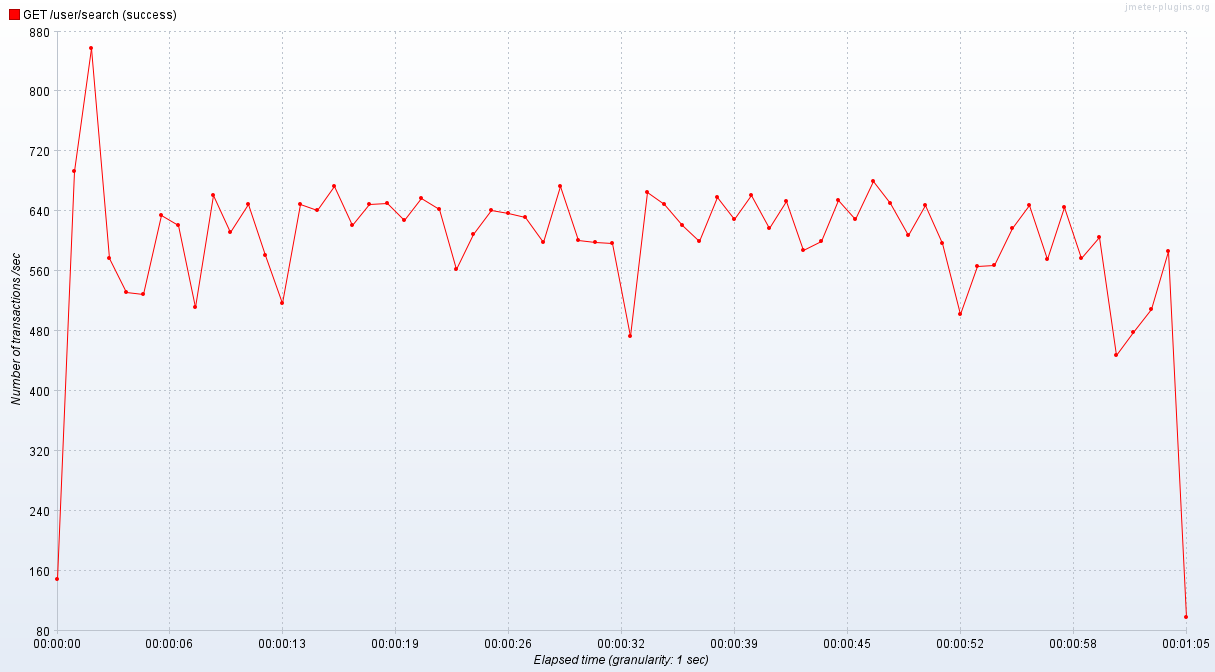 jmeter-plugins.org
GET /user/search (success)
880
800
720
640
560
480
400
320
240
160
80
Number of transactions /sec
00:00:00 00:00:06 00:00:13 00:00:19 00:00:26 00:00:32 00:00:39 00:00:45 00:00:52 00:00:58 00:01:05
Elapsed time (granularity: 1 sec)